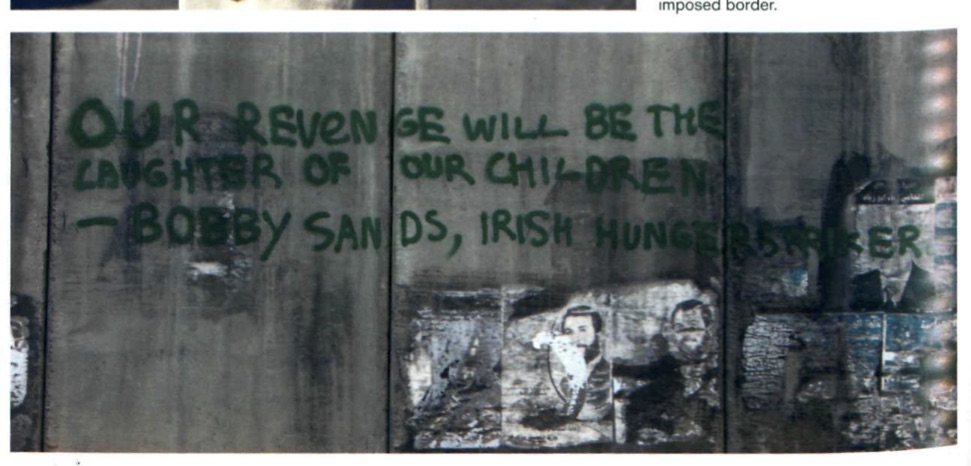 imposed border.
OUR REVENGE WILL BE THE
LAUGHTER OF OUR CHILDREN
— BOBBY SANDS, IRISH HUNGERSTRIKER